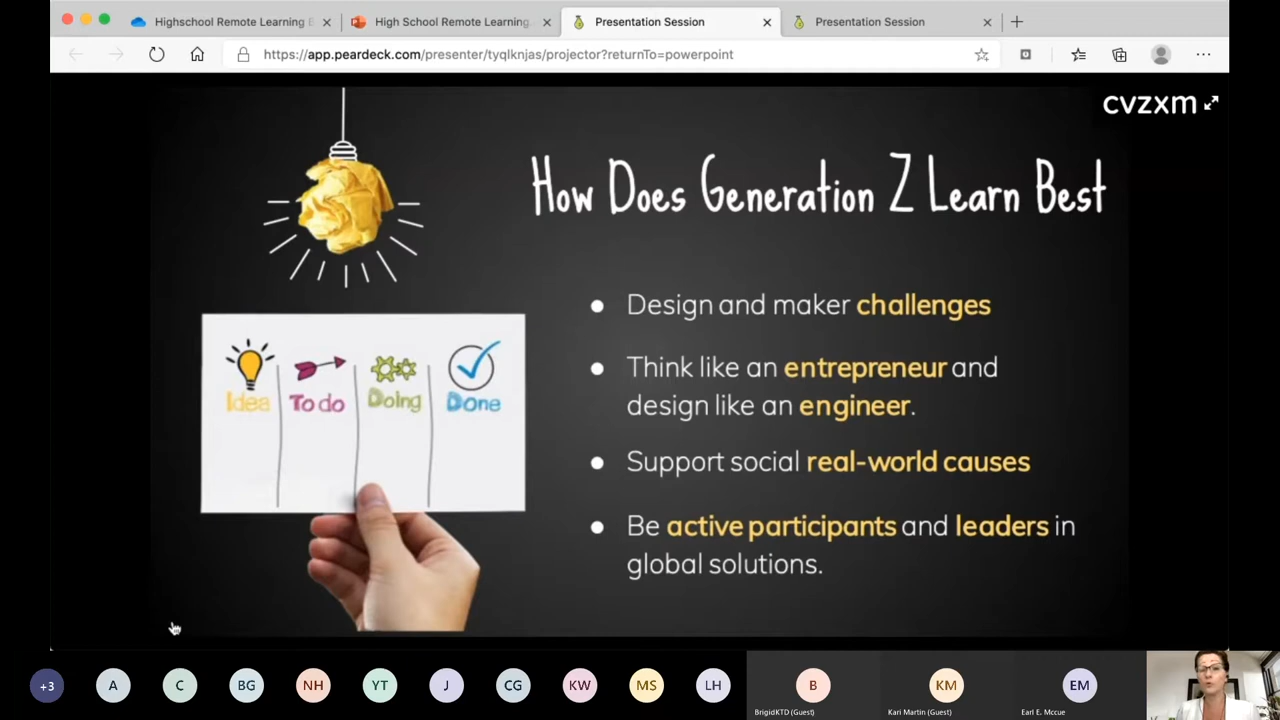 Highschool Remote Learning E
High School Remote Learning.
Presentation Session
Presentation Session
https://app.peardeck.com/presenter/tyqlknjas/projector?returnTo=powerpoint
cvzxm
How Does Generation Z Learn Best
Idea
To do
Doing
Done
Design and maker challenges
Think like an entrepreneur and
design like an engineer.
Support social real-world causes
Be active participants and leaders in
global solutions.
+3
A
C
BG
NH
YT
J
CG
KW
MS
LH
B
KM
EM
BrigidKTD (Guest)
Kari Martin (Guest)
Earl E. Mccue